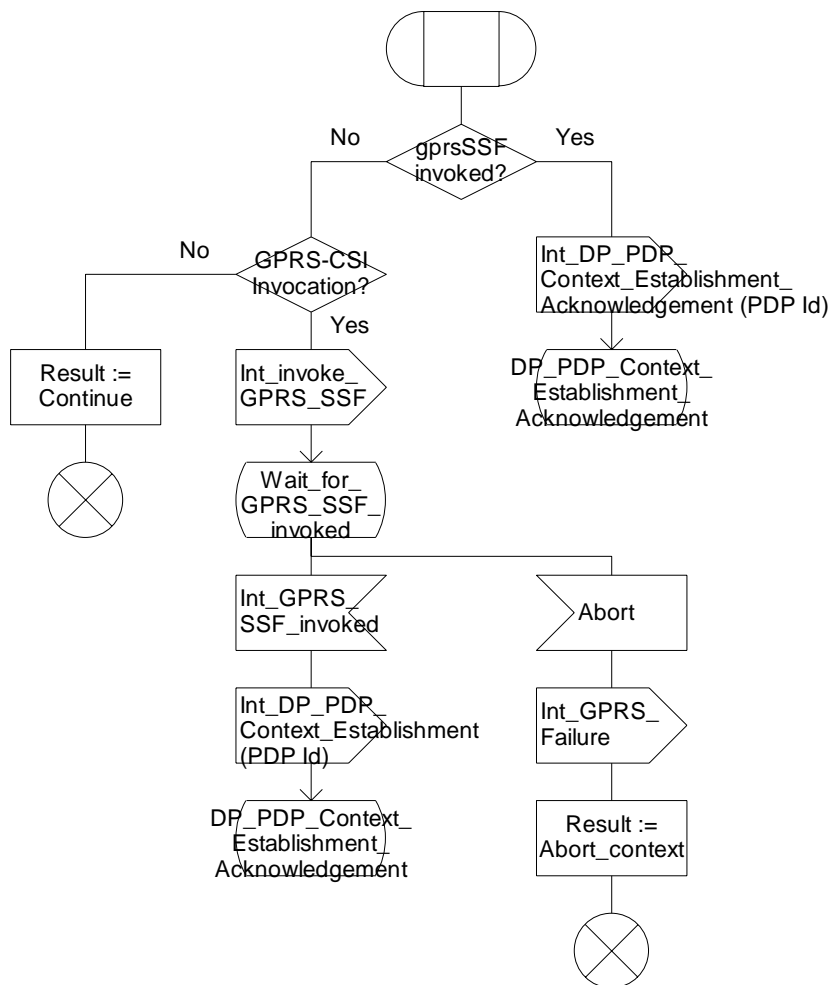 gprsSSF
invoked?
No
Yes
GPRS-CSI
Invocation?
No
Yes
Int_DP_PDP_
Context_Establishment_
Acknowledgement (PDP Id)
Result :=
Continue
Int_invoke_
GPRS_SSF
DP_PDP_Context_
Establishment_
Acknowledgement
Wait_for_
GPRS_SSF_
invoked
Int_GPRS_
SSF_invoked
Abort
Int_DP_PDP_
Context_Establishment
(PDP Id)
Int_GPRS_
Failure
DP_PDP_Context_
Establishment_
Acknowledgement
Result :=
Abort_context